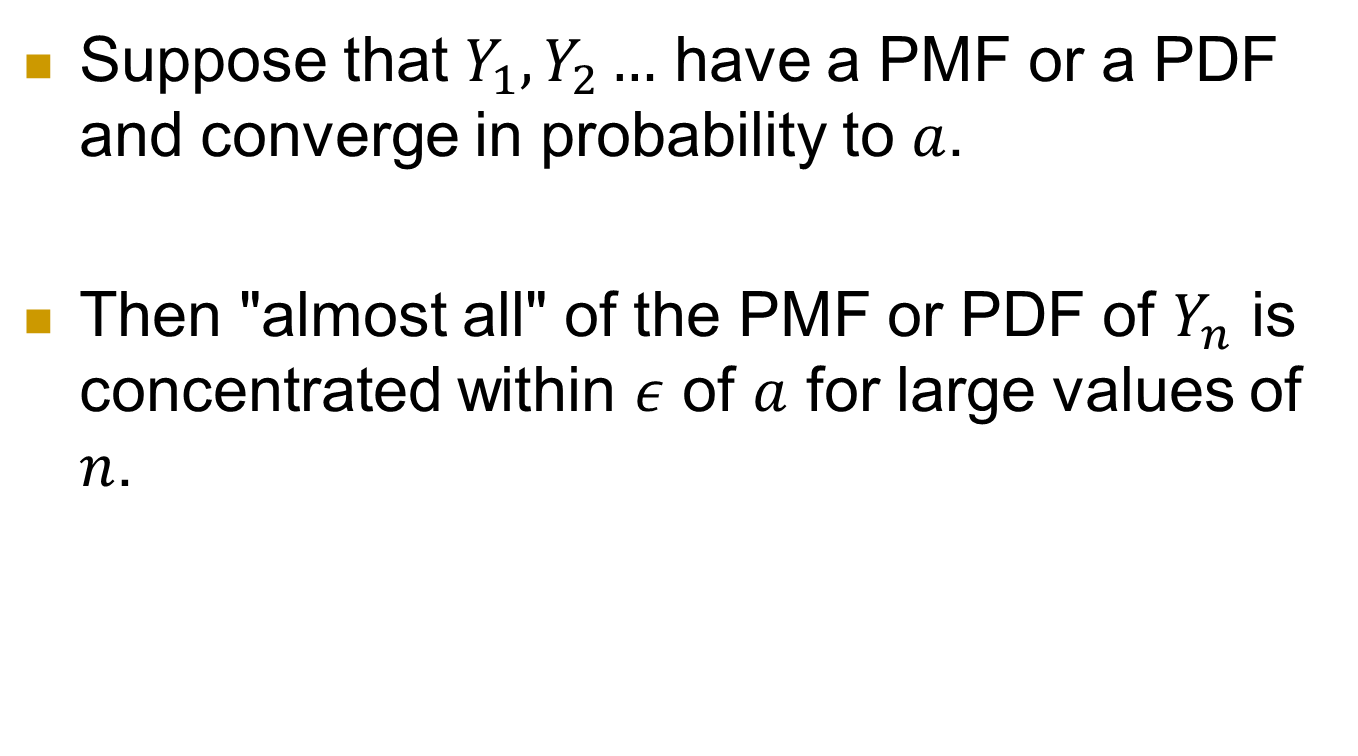 Suppose that Y₁, Y₂ ... have a PMF or a PDF
and converge in probability to a.
Then "almost all" of the PMF or PDF of Yₙ is
concentrated within ϵ of a for large values of
n.